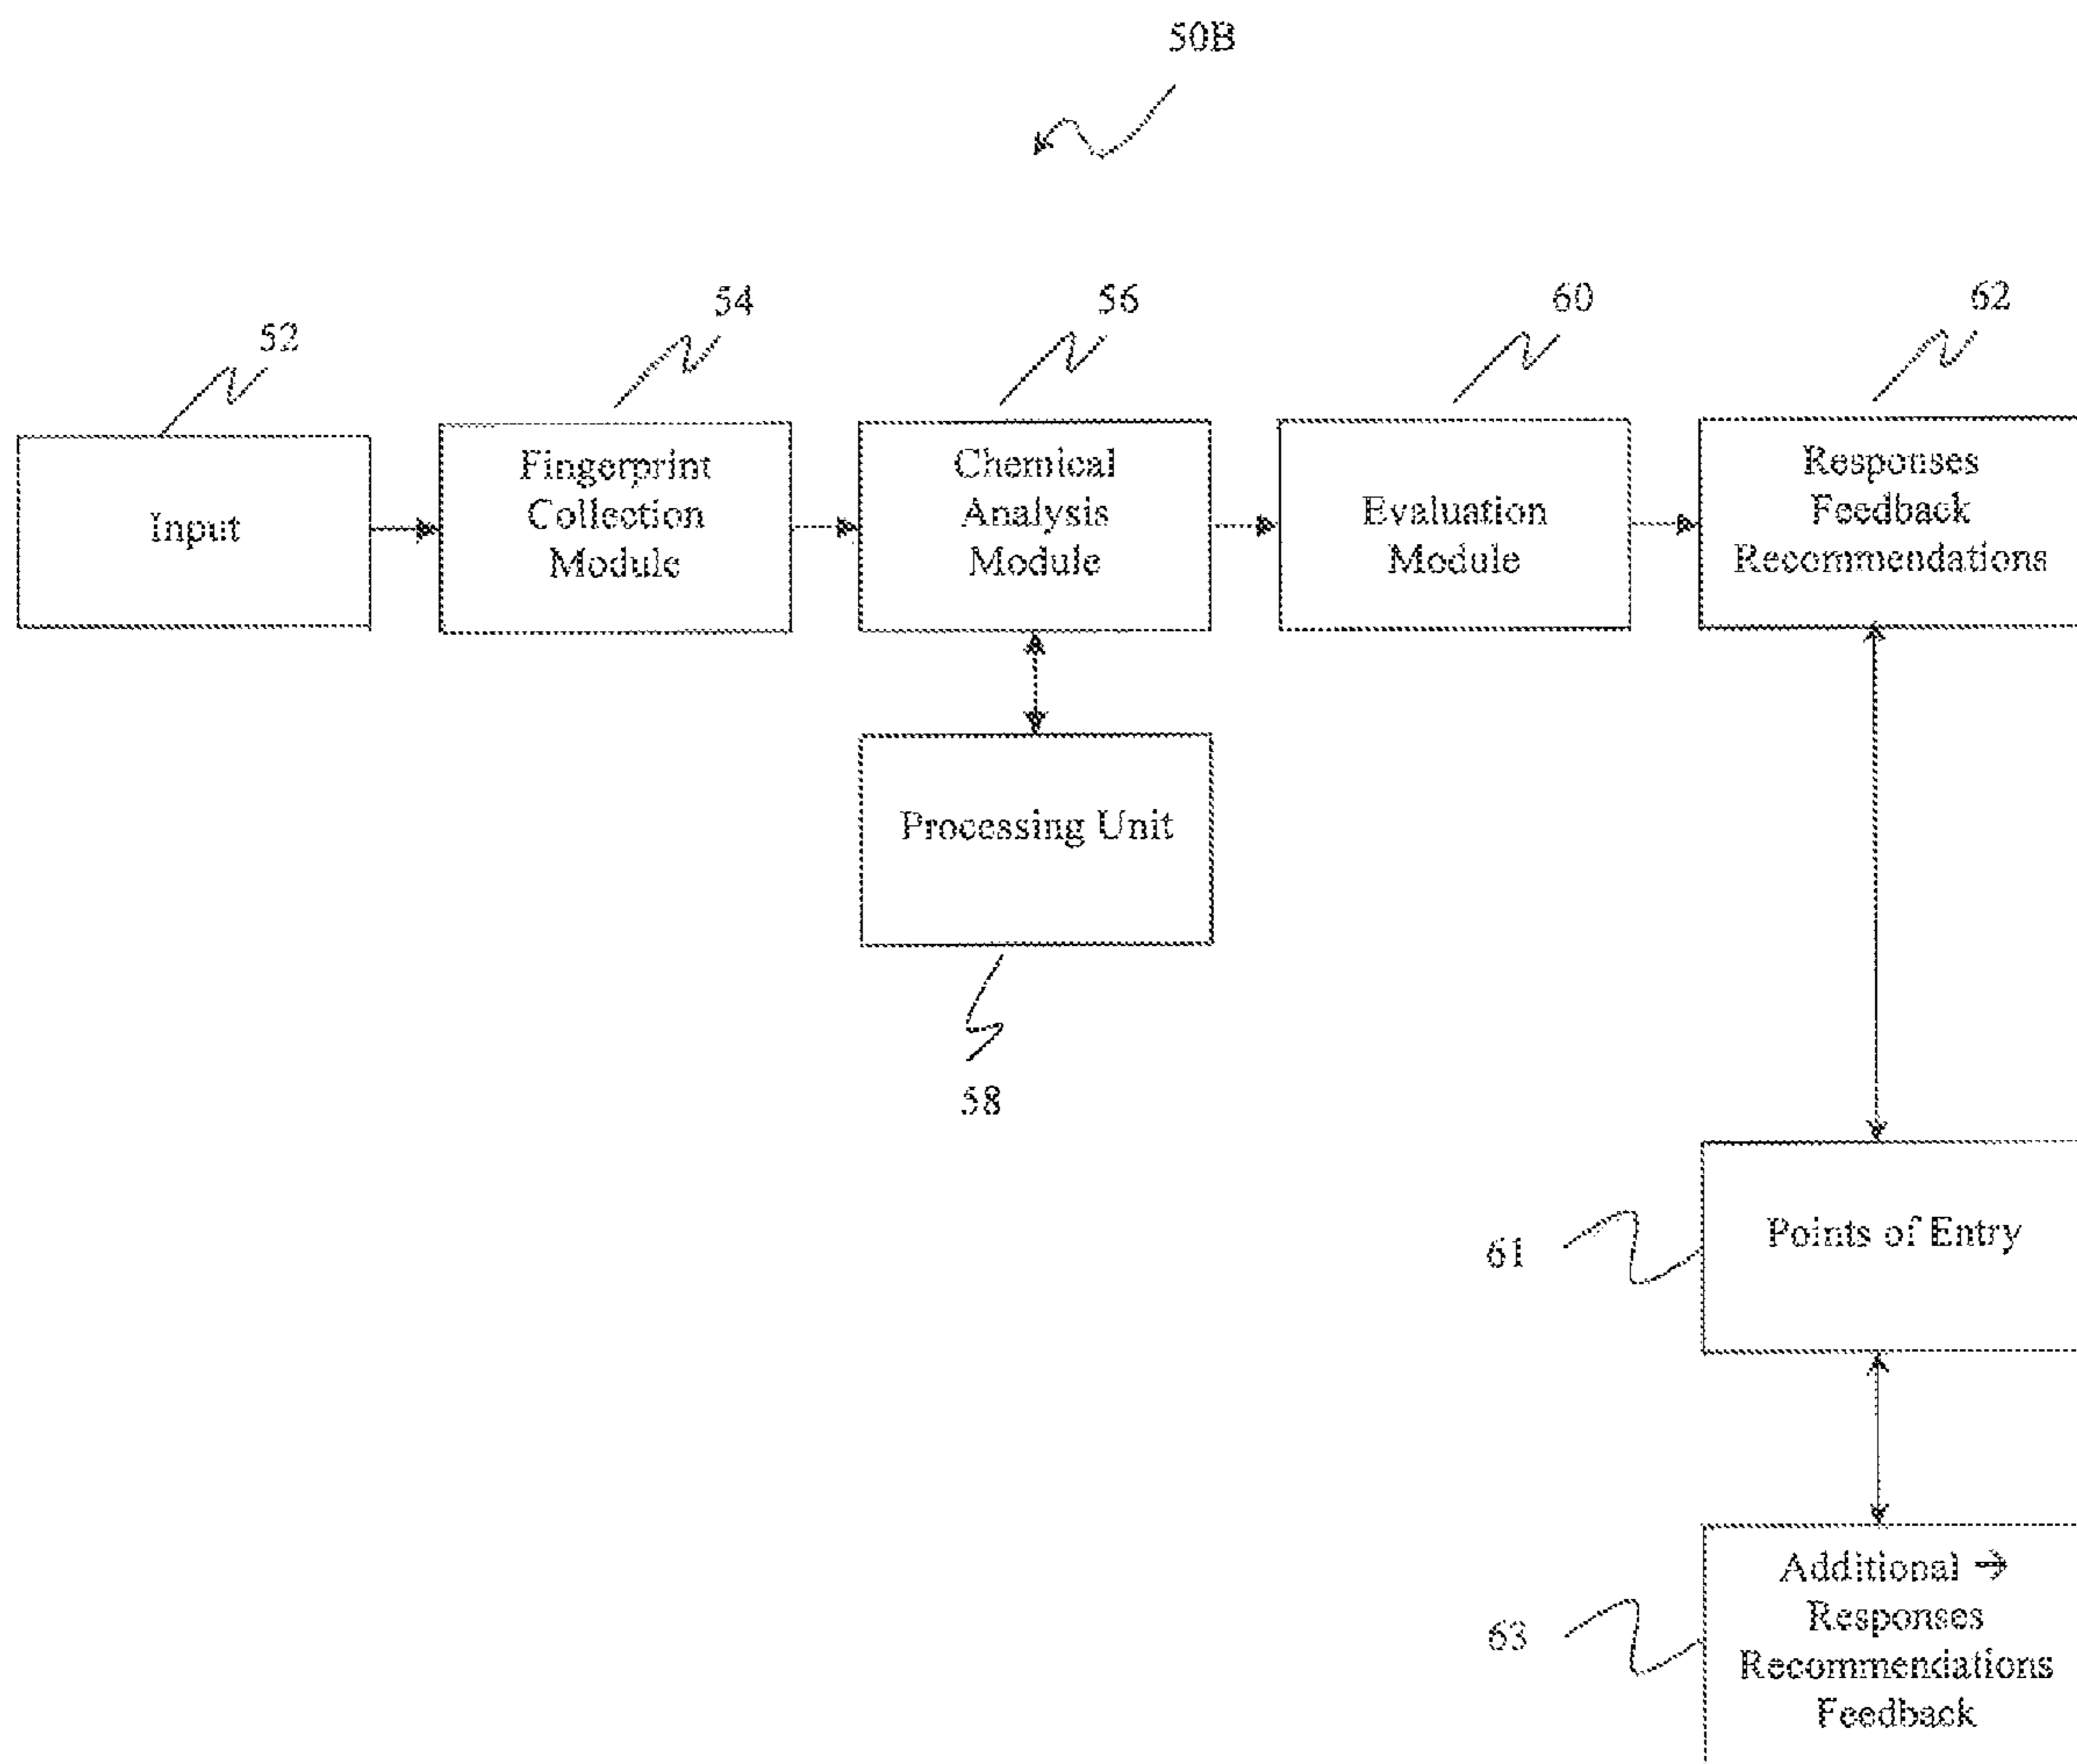 50B
52
54
56
60
62
Input
Fingerprint
Collection
Module
Chemical
Analysis
Module
Evaluation
Module
Responses
Feedback
Recommendations
Processing Unit
58
61
Points of Entry
63
Additional →
Responses
Recommendations
Feedback